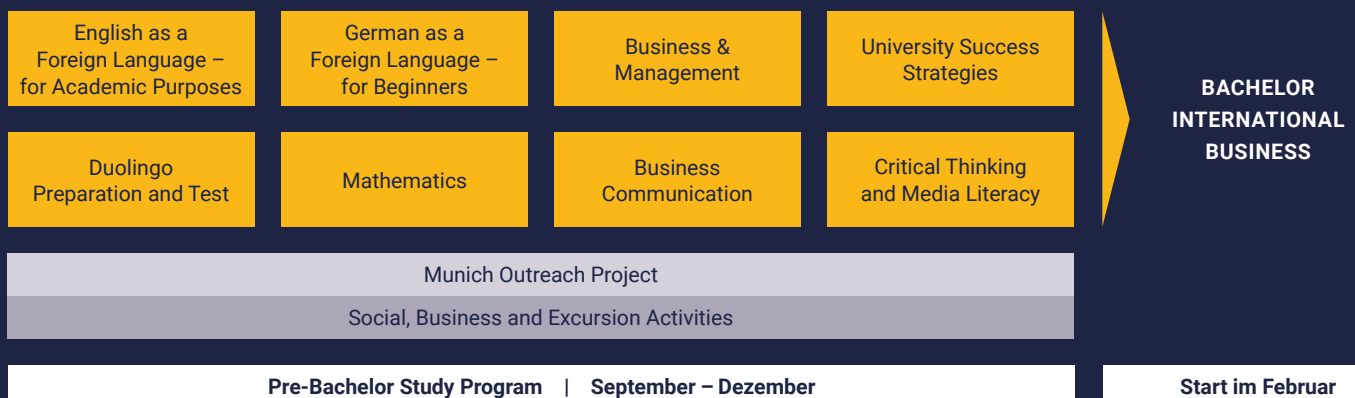 English as a
Foreign Language –
for Academic Purposes
German as a
Foreign Language –
for Beginners
Business &
Management
University Success
Strategies
Duolingo
Preparation and Test
Mathematics
Business
Communication
Critical Thinking
and Media Literacy
BACHELOR
INTERNATIONAL
BUSINESS
Munich Outreach Project
Social, Business and Excursion Activities
Pre-Bachelor Study Program | September – Dezember
Start im Februar